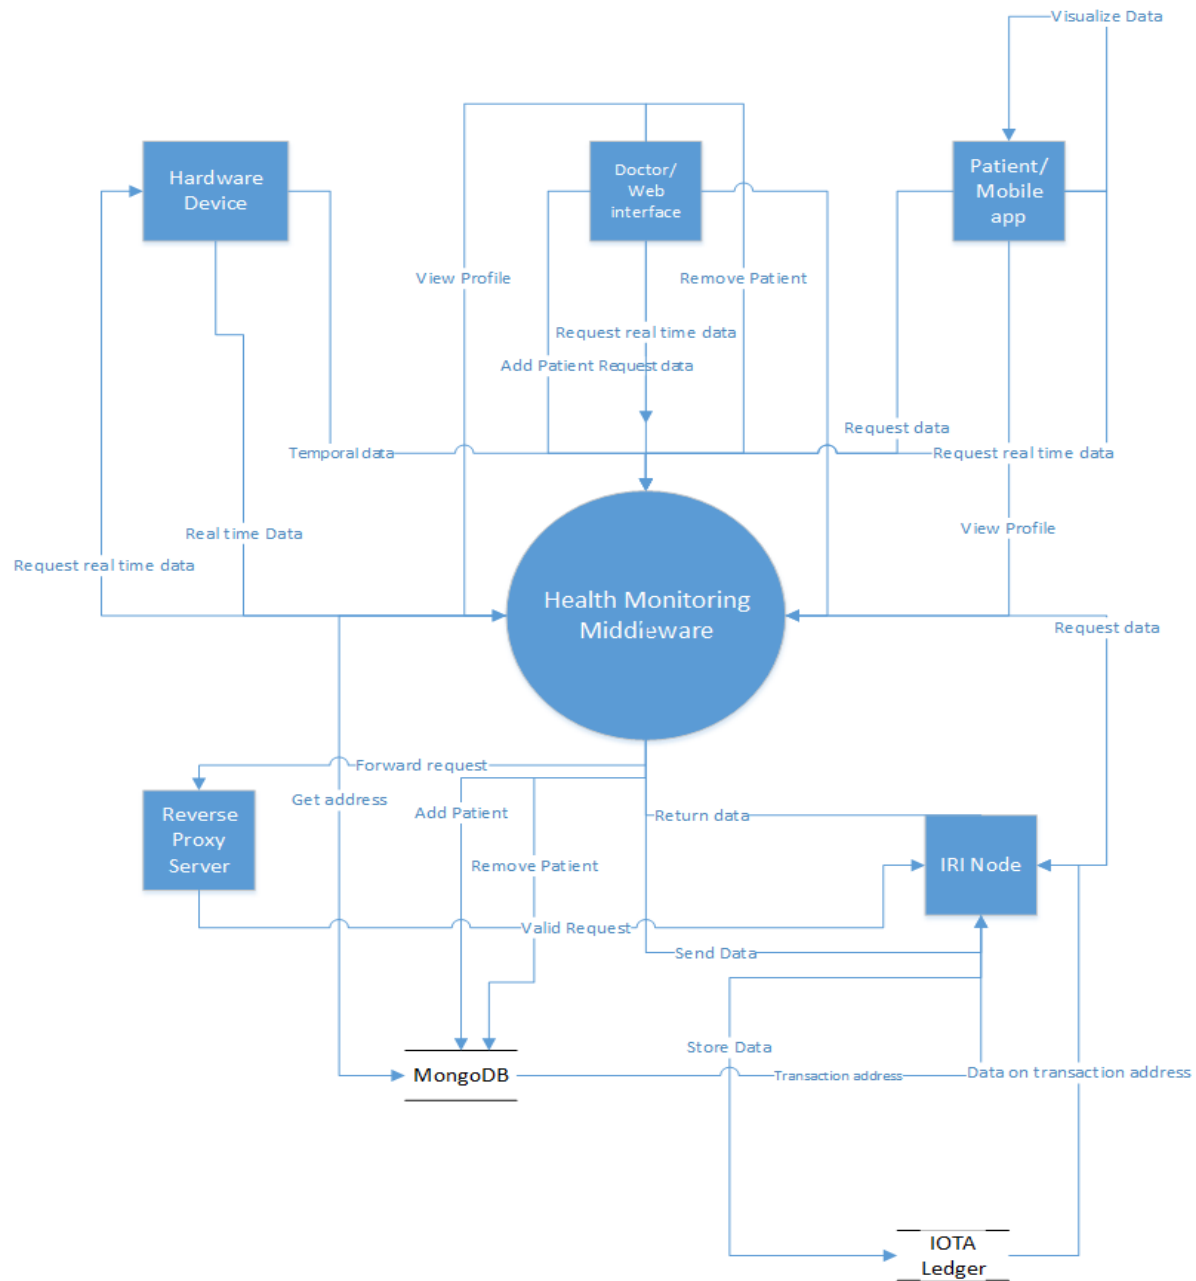 Visualize Data
Hardware
Device
Doctor/
Web
interface
Patient/
Mobile
app
View Profile
Remove Patient
Request real time data
Add Patient Request data
Request data
Temporal data
Request real time data
View Profile
Real time Data
Request real time data
Health Monitoring
Middleware
Request data
Forward request
Get address
Add Patient
Return data
Reverse
Proxy
Server
Remove Patient
IRI Node
Valid Request
Send Data
Store Data
MongoDB
Transaction address
Data on transaction address
IOTA
Ledger